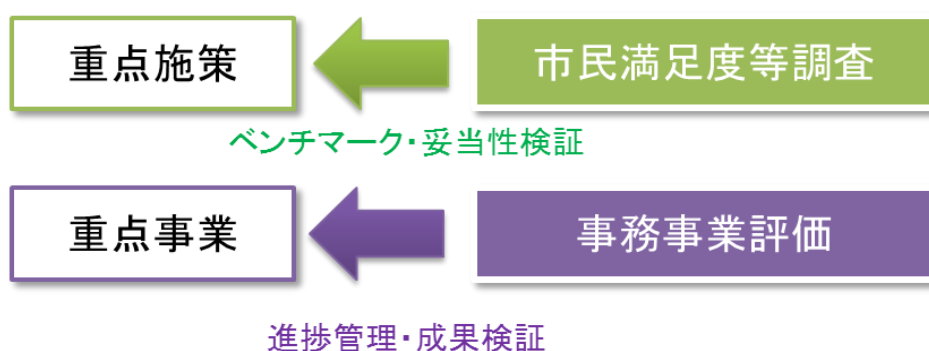 重点施策
市民満足度等調査
ベンチマーク・妥当性検証
重点事業
事務事業評価
進捗管理・成果検証